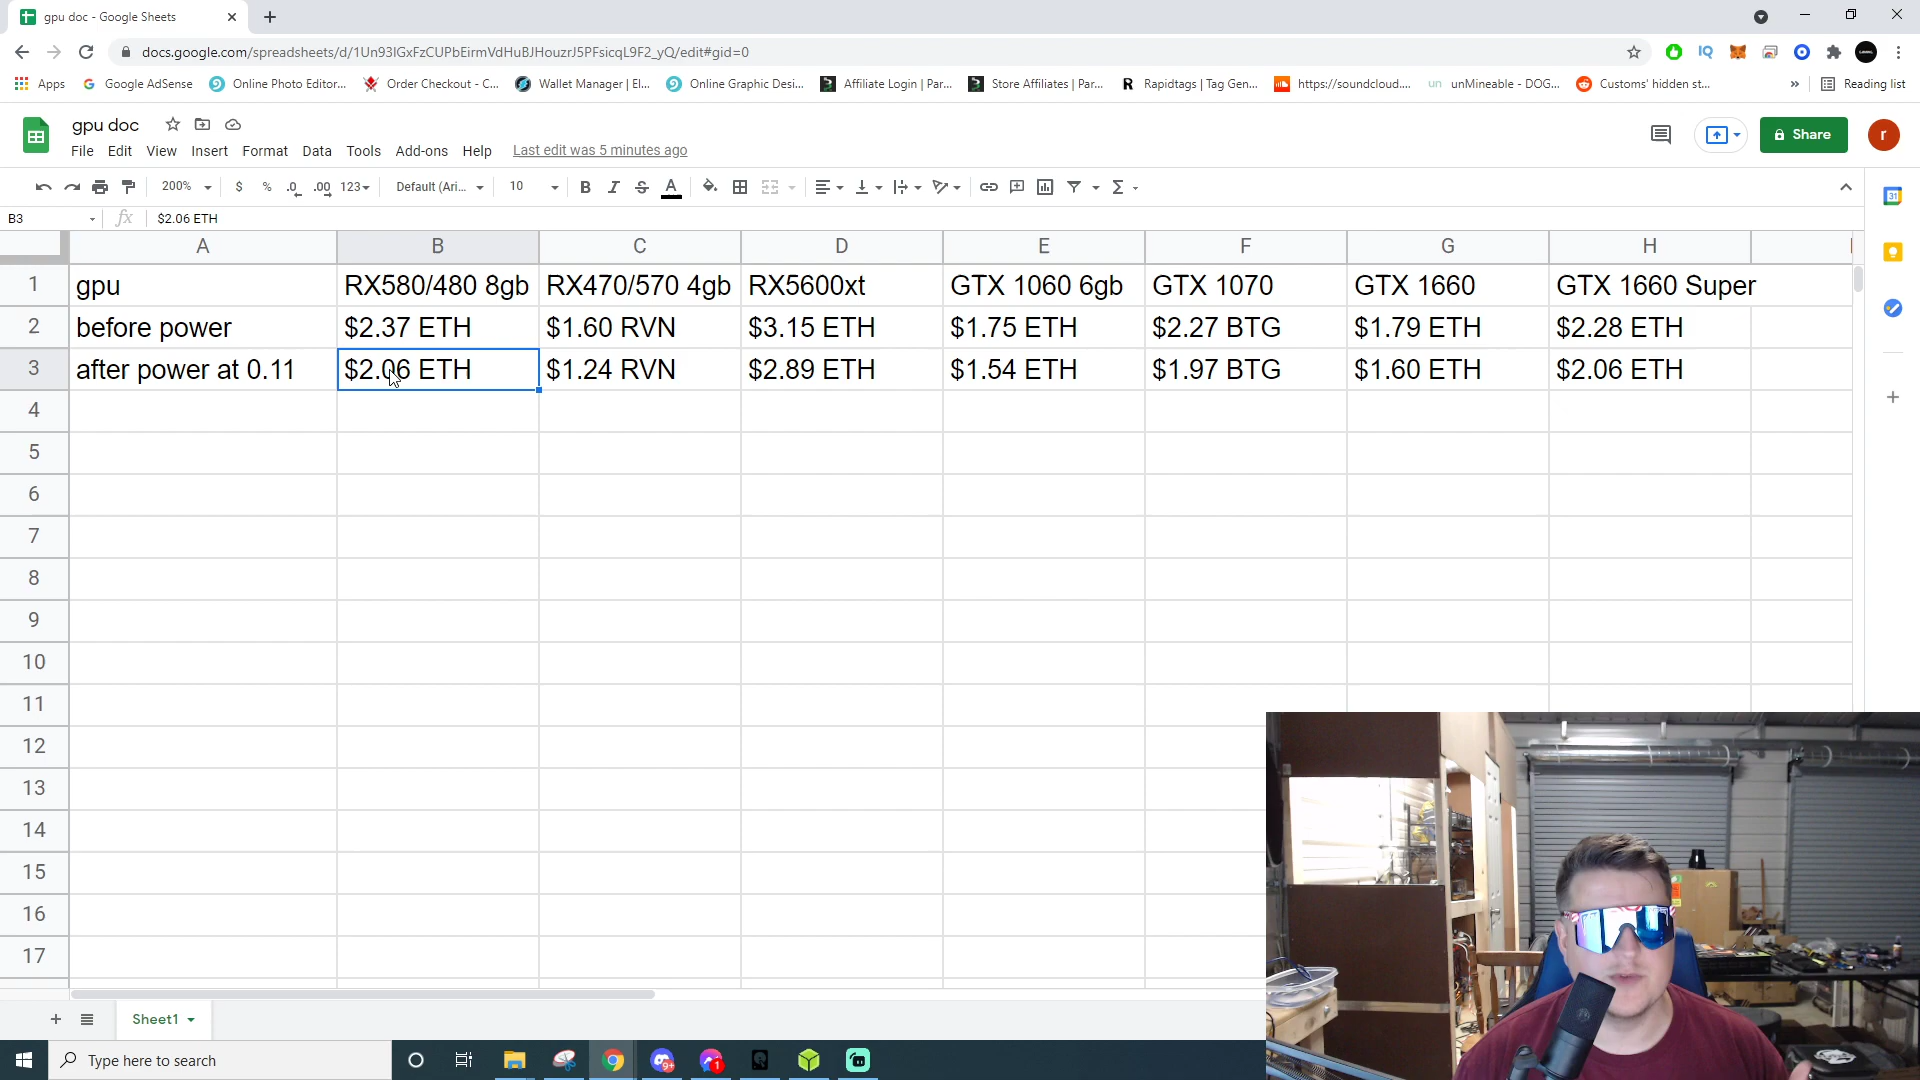 gpu doc - Google Sheets
docs.google.com/spreadsheets/d/1Un93IGxFzCUPbEirmVdHuBJHouzrJ5PFsicqL9F2_yQ/edit#gid=0
Apps Google AdSense Online Photo Editor... Order Checkout - C... Wallet Manager | El... Online Graphic Desi... Affiliate Login | Par... Store Affiliates | Par... Rapidtags | Tag Gen... https://soundcloud.... unMineable - DOG... Customs' hidden st... » Reading list
gpu doc
Share
r
File Edit View Insert Format Data Tools Add-ons Help Last edit was 5 minutes ago
200% $ % .0 .00 123 Default (Ari... 10 B I S A
B3 fx $2.06 ETH
A B C D E F G H
1 gpu RX580/480 8gb RX470/570 4gb RX5600xt GTX 1060 6gb GTX 1070 GTX 1660 GTX 1660 Super
2 before power $2.37 ETH $1.60 RVN $3.15 ETH $1.75 ETH $2.27 BTG $1.79 ETH $2.28 ETH
3 after power at 0.11 $2.06 ETH $1.24 RVN $2.89 ETH $1.54 ETH $1.97 BTG $1.60 ETH $2.06 ETH
4
5
6
7
8
9
10
11
12
13
14
15
16
17
Sheet1
Type here to search